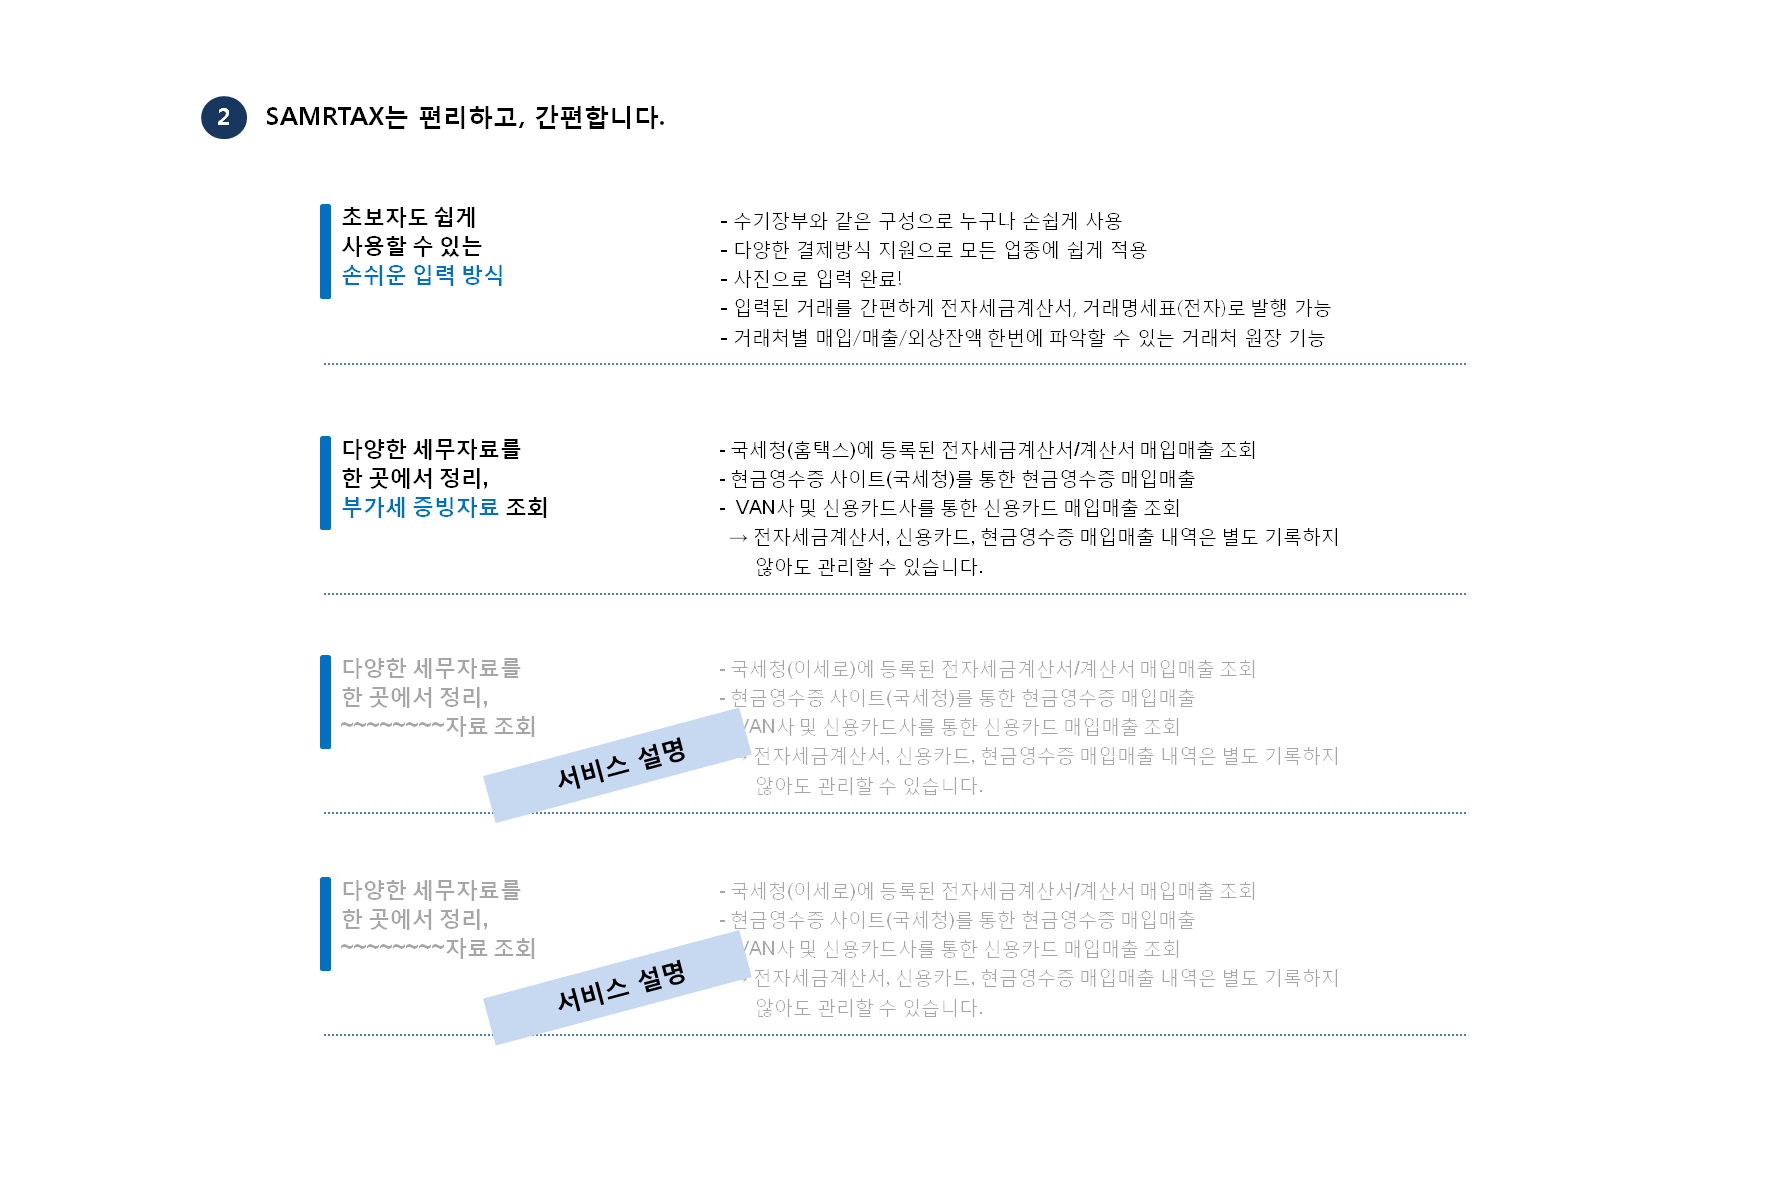 2 SAMRTAX는 편리하고, 간편합니다.
초보자도 쉽게
사용할 수 있는
손쉬운 입력 방식
- 수기장부와 같은 구성으로 누구나 손쉽게 사용
- 다양한 결제방식 지원으로 모든 업종에 쉽게 적용
- 사진으로 입력 완료!
- 입력된 거래를 간편하게 전자세금계산서, 거래명세표(전자)로 발행 가능
- 거래처별 매입/매출/외상잔액 한번에 파악할 수 있는 거래처 원장 기능
다양한 세무자료를
한 곳에서 정리,
부가세 증빙자료 조회
- 국세청(홈택스)에 등록된 전자세금계산서/계산서 매입매출 조회
- 현금영수증 사이트(국세청)를 통한 현금영수증 매입매출
- VAN사 및 신용카드사를 통한 신용카드 매입매출 조회
→ 전자세금계산서, 신용카드, 현금영수증 매입매출 내역은 별도 기록하지
않아도 관리할 수 있습니다.
다양한 세무자료를
한 곳에서 정리,
~~~~~~~~자료 조회
- 국세청(이세로)에 등록된 전자세금계산서/계산서 매입매출 조회
- 현금영수증 사이트(국세청)를 통한 현금영수증 매입매출
VAN사 및 신용카드사를 통한 신용카드 매입매출 조회
전자세금계산서, 신용카드, 현금영수증 매입매출 내역은 별도 기록하지
않아도 관리할 수 있습니다.
서비스 설명
다양한 세무자료를
한 곳에서 정리,
~~~~~~~~자료 조회
- 국세청(이세로)에 등록된 전자세금계산서/계산서 매입매출 조회
- 현금영수증 사이트(국세청)를 통한 현금영수증 매입매출
VAN사 및 신용카드사를 통한 신용카드 매입매출 조회
전자세금계산서, 신용카드, 현금영수증 매입매출 내역은 별도 기록하지
않아도 관리할 수 있습니다.
서비스 설명